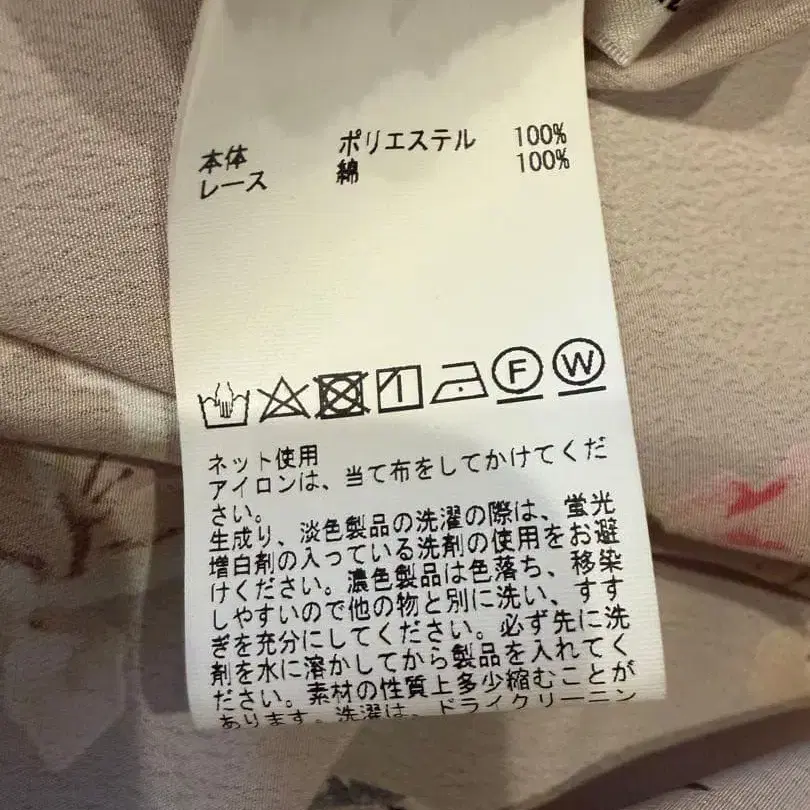 本体 ポリエステル 100%
レース 綿 100%
F W
ネット使用
アイロンは、当て布をしてかけてくだ
さい。
生成り、淡色製品の洗濯の際は、蛍光
増白剤の入っている洗剤の使用をお避
けください。濃色製品は色落ち、移染
しやすいので他の物と別に洗い、すす
ぎを充分にしてください。必ず先に洗
剤を水に溶かしてから製品を入れてく
ださい。素材の性質上多少縮むことが
あります。洗濯は、ドライクリーニン